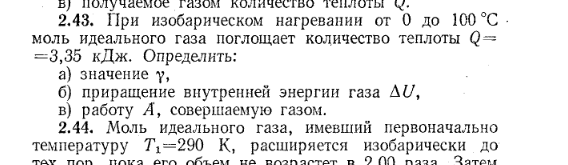 в) получаемое газом количество теплоты Q.
2.43. При изобарическом нагревании от 0 до 100 °С
моль идеального газа поглощает количество теплоты Q=
=3,35 кДж. Определить:
а) значение γ,
б) приращение внутренней энергии газа ΔU,
в) работу A, совершаемую газом.
2.44. Моль идеального газа, имевший первоначально
температуру T₁=290 К, расширяется изобарически до
тех пор, пока его объем не возрастет в 2,00 раза. Затем